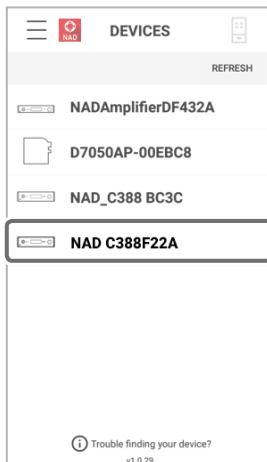 NAD
DEVICES
REFRESH
NADAmplifierDF432A
D7050AP-00EBC8
NAD_C388 BC3C
NAD C388F22A
Trouble finding your device?
v1.0.29